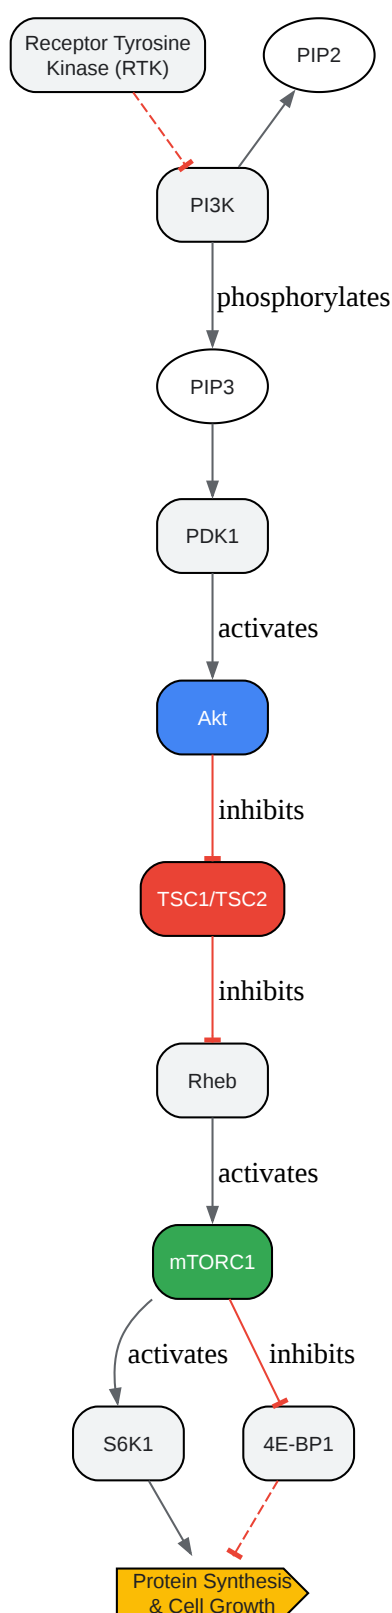 Receptor Tyrosine
Kinase (RTK)
PIP2
PI3K
phosphorylates
PIP3
PDK1
activates
Akt
inhibits
TSC1/TSC2
inhibits
Rheb
activates
mTORC1
activates
inhibits
S6K1
4E-BP1
Protein Synthesis
& Cell Growth